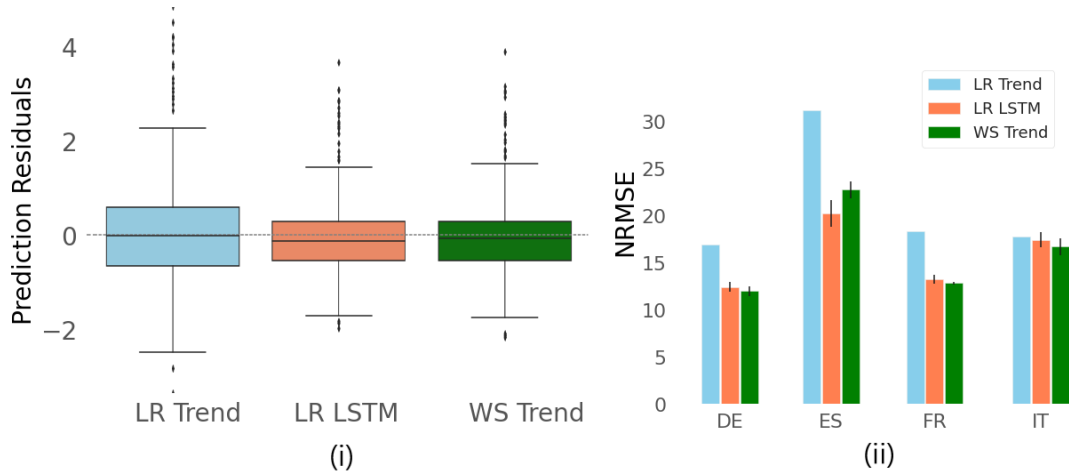 Prediction Residuals
4
2
0
−2
LR Trend LR LSTM WS Trend
(i)
NRMSE
30
25
20
15
10
5
0
LR Trend
LR LSTM
WS Trend
DE ES FR IT
(ii)